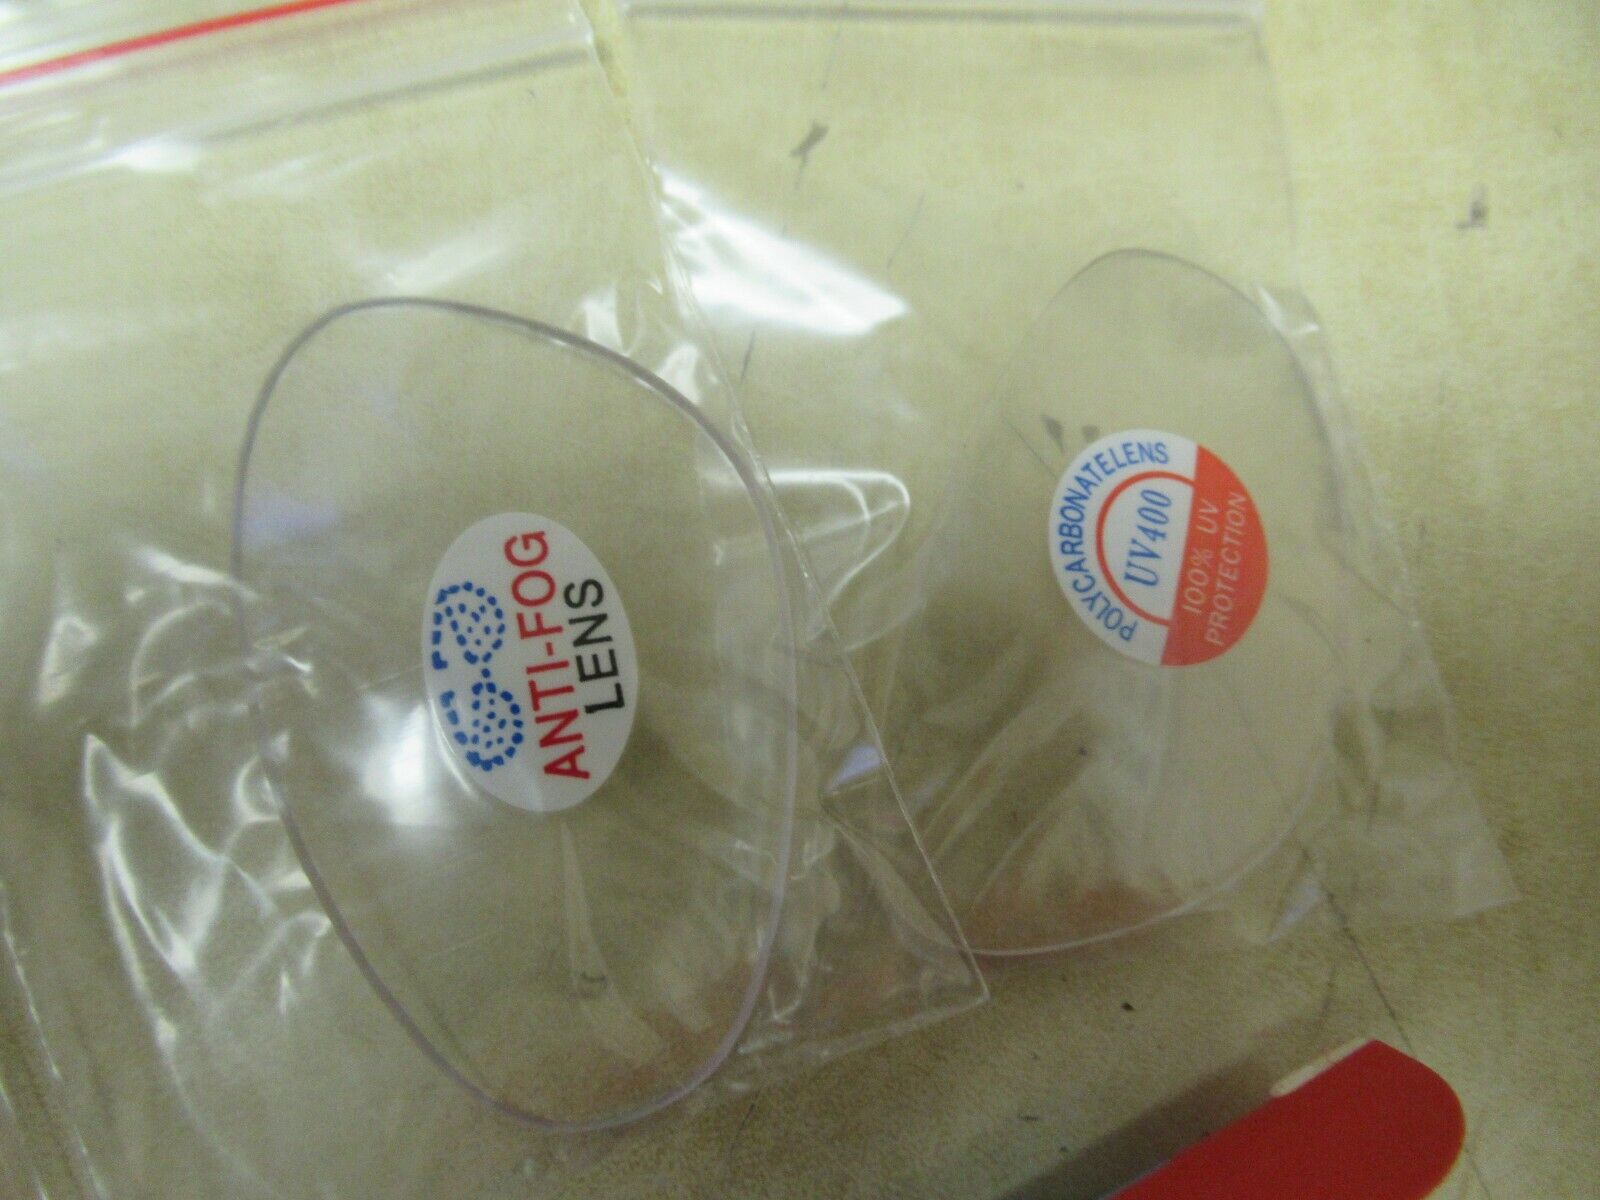 ANTI-FOG
LENS
POLYCARBONATELENS
UV400
100% UV
PROTECTION